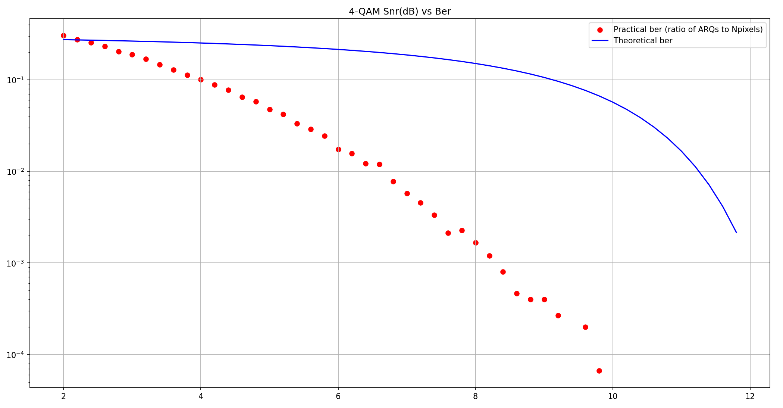 4-QAM Snr(dB) vs Ber
Practical ber (ratio of ARQs to Npixels)
Theoretical ber
10⁻¹
10⁻²
10⁻³
10⁻⁴
2 4 6 8 10 12